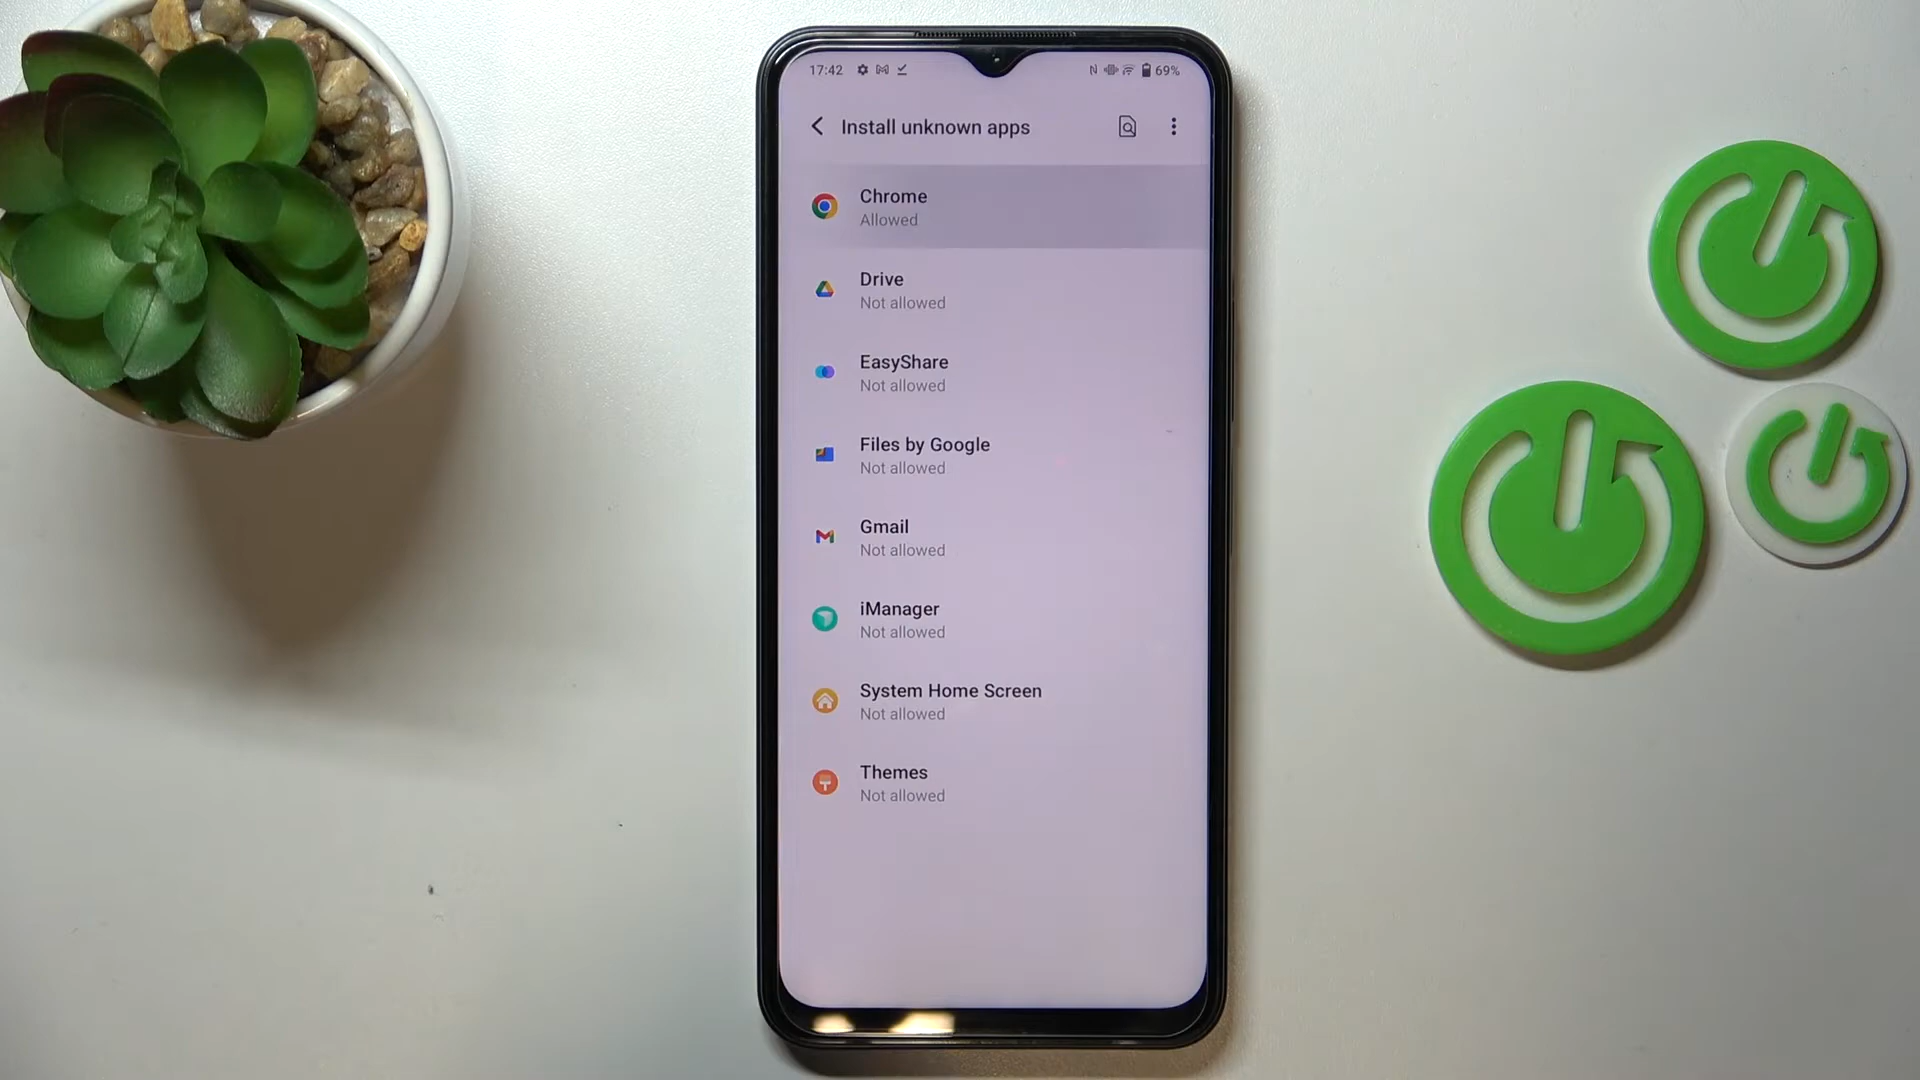 17:42 69%
Install unknown apps
Chrome
Allowed
Drive
Not allowed
EasyShare
Not allowed
Files by Google
Not allowed
Gmail
Not allowed
iManager
Not allowed
System Home Screen
Not allowed
Themes
Not allowed